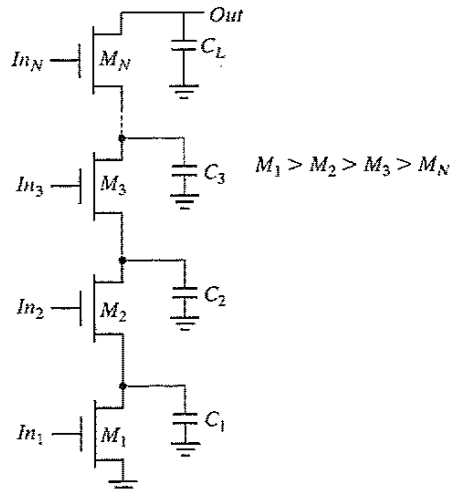 Out
C_L
In_N
M_N
C_3
M_1 > M_2 > M_3 > M_N
In_3
M_3
C_2
In_2
M_2
C_1
In_1
M_1